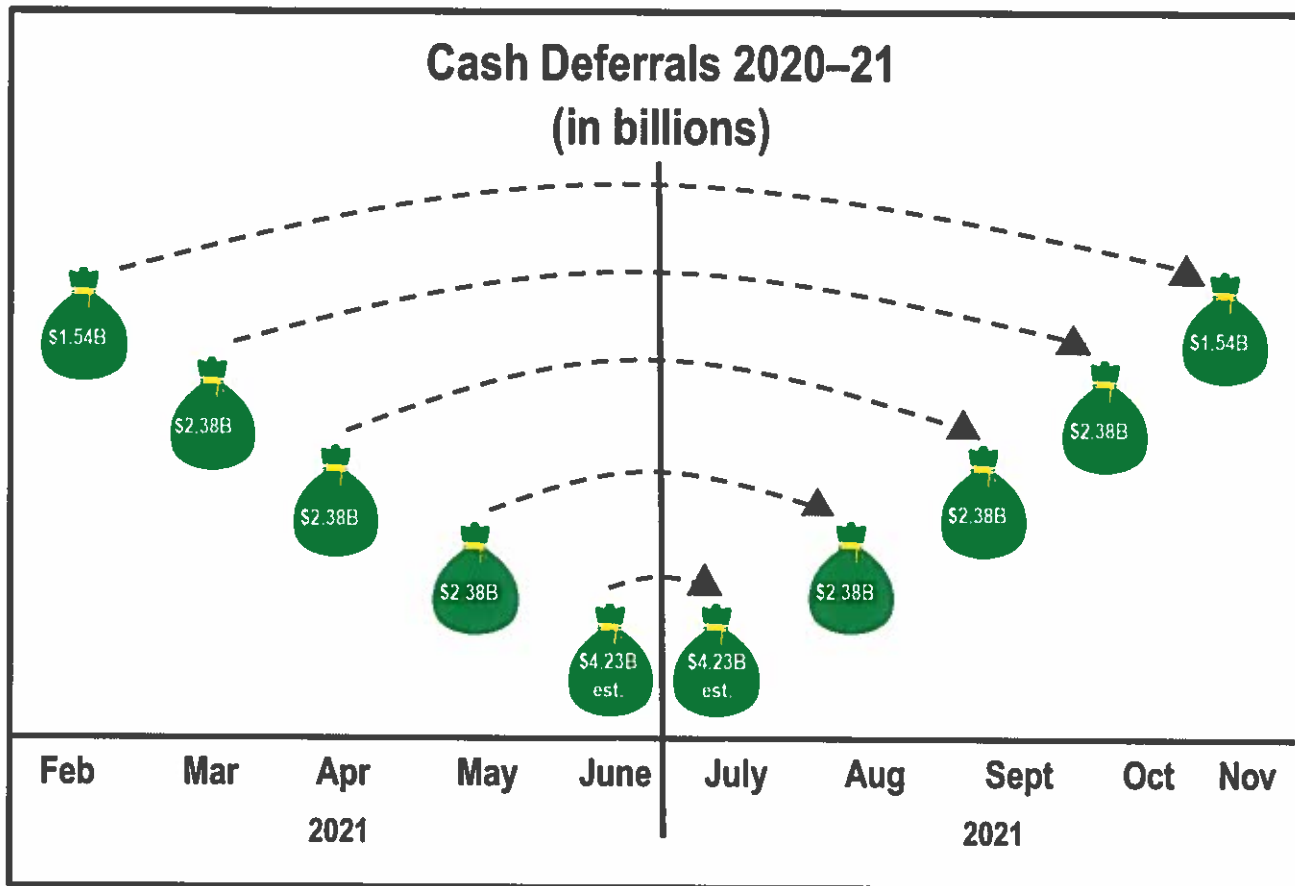 Cash Deferrals 2020–21
(in billions)
$1.54B
$1.54B
$2.38B
$2.38B
$2.38B
$2.38B
$2.38B
$2.38B
$4.23B
est.
$4.23B
est.
Feb Mar Apr May June July Aug Sept Oct Nov
2021 2021